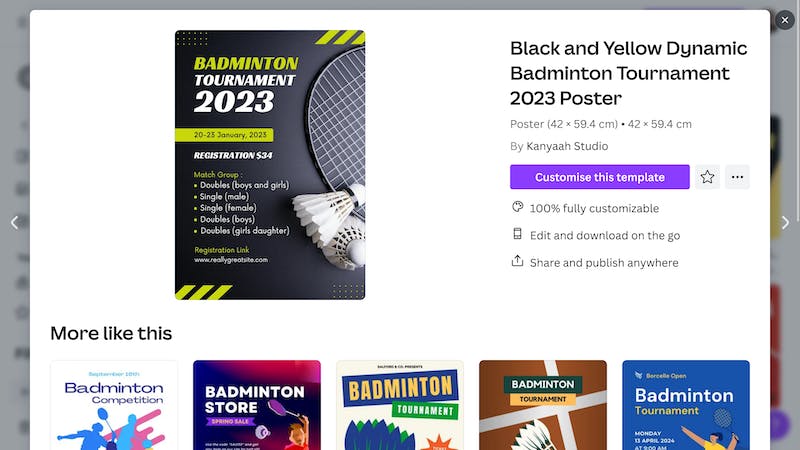 BADMINTON
TOURNAMENT
2023
20-23 January, 2023
REGISTRATION $34
Match Group :
Doubles (boys and girls)
Single (male)
Single (female)
Doubles (boys)
Doubles (girls daughter)
Registration Link
www.reallygreatsite.com
Black and Yellow Dynamic
Badminton Tournament
2023 Poster
Poster (42 × 59.4 cm) • 42 × 59.4 cm
By Kanyaah Studio
Customise this template
100% fully customizable
Edit and download on the go
Share and publish anywhere
More like this
September 18th
Badminton
Competition
BADMINTON
STORE
SPRING SALE
SALFORD & CO. PRESENTS
BADMINTON
TOURNAMENT
TICKET
BADMINTON
TOURNAMENT
Borcelle Open
Badminton
Tournament
MONDAY
13 APRIL 2024
AT 9:00 AM